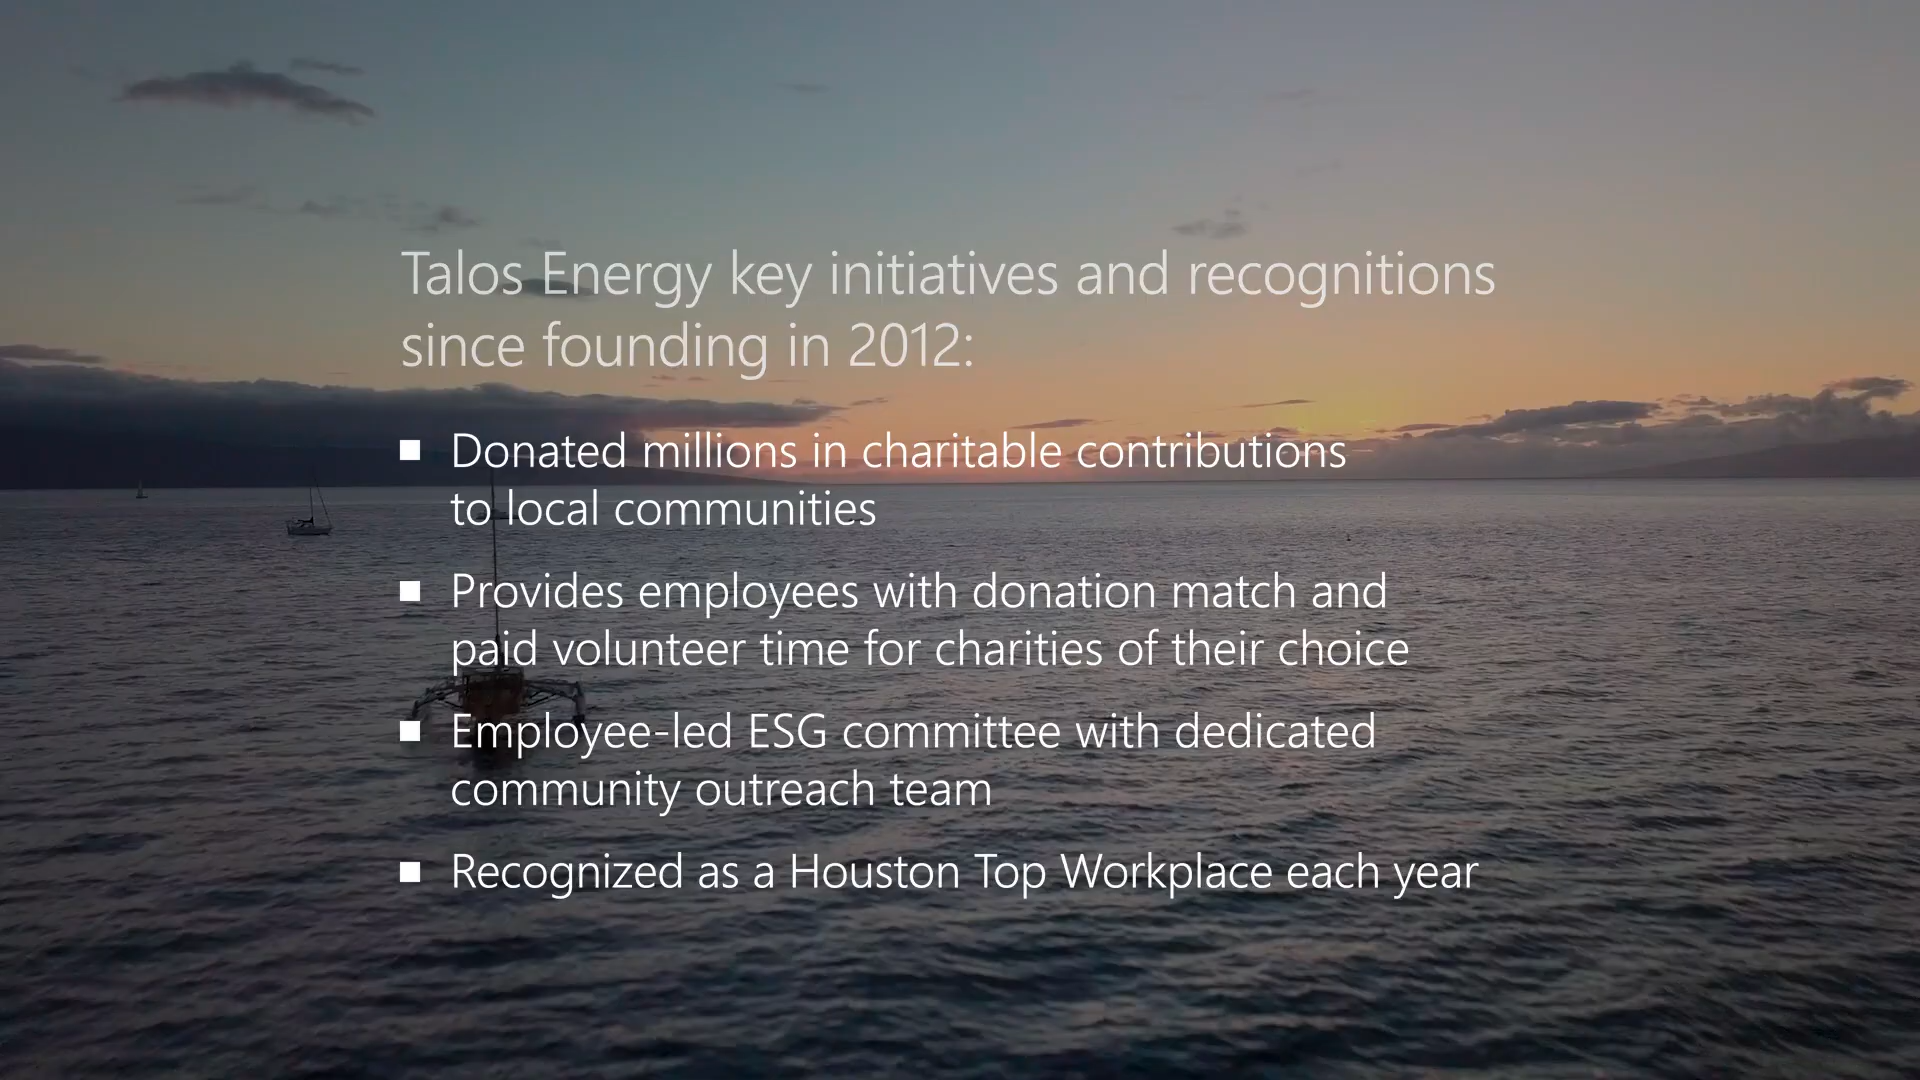 Talos Energy key initiatives and recognitions
since founding in 2012:
■ Donated millions in charitable contributions
to local communities
■ Provides employees with donation match and
paid volunteer time for charities of their choice
■ Employee-led ESG committee with dedicated
community outreach team
■ Recognized as a Houston Top Workplace each year